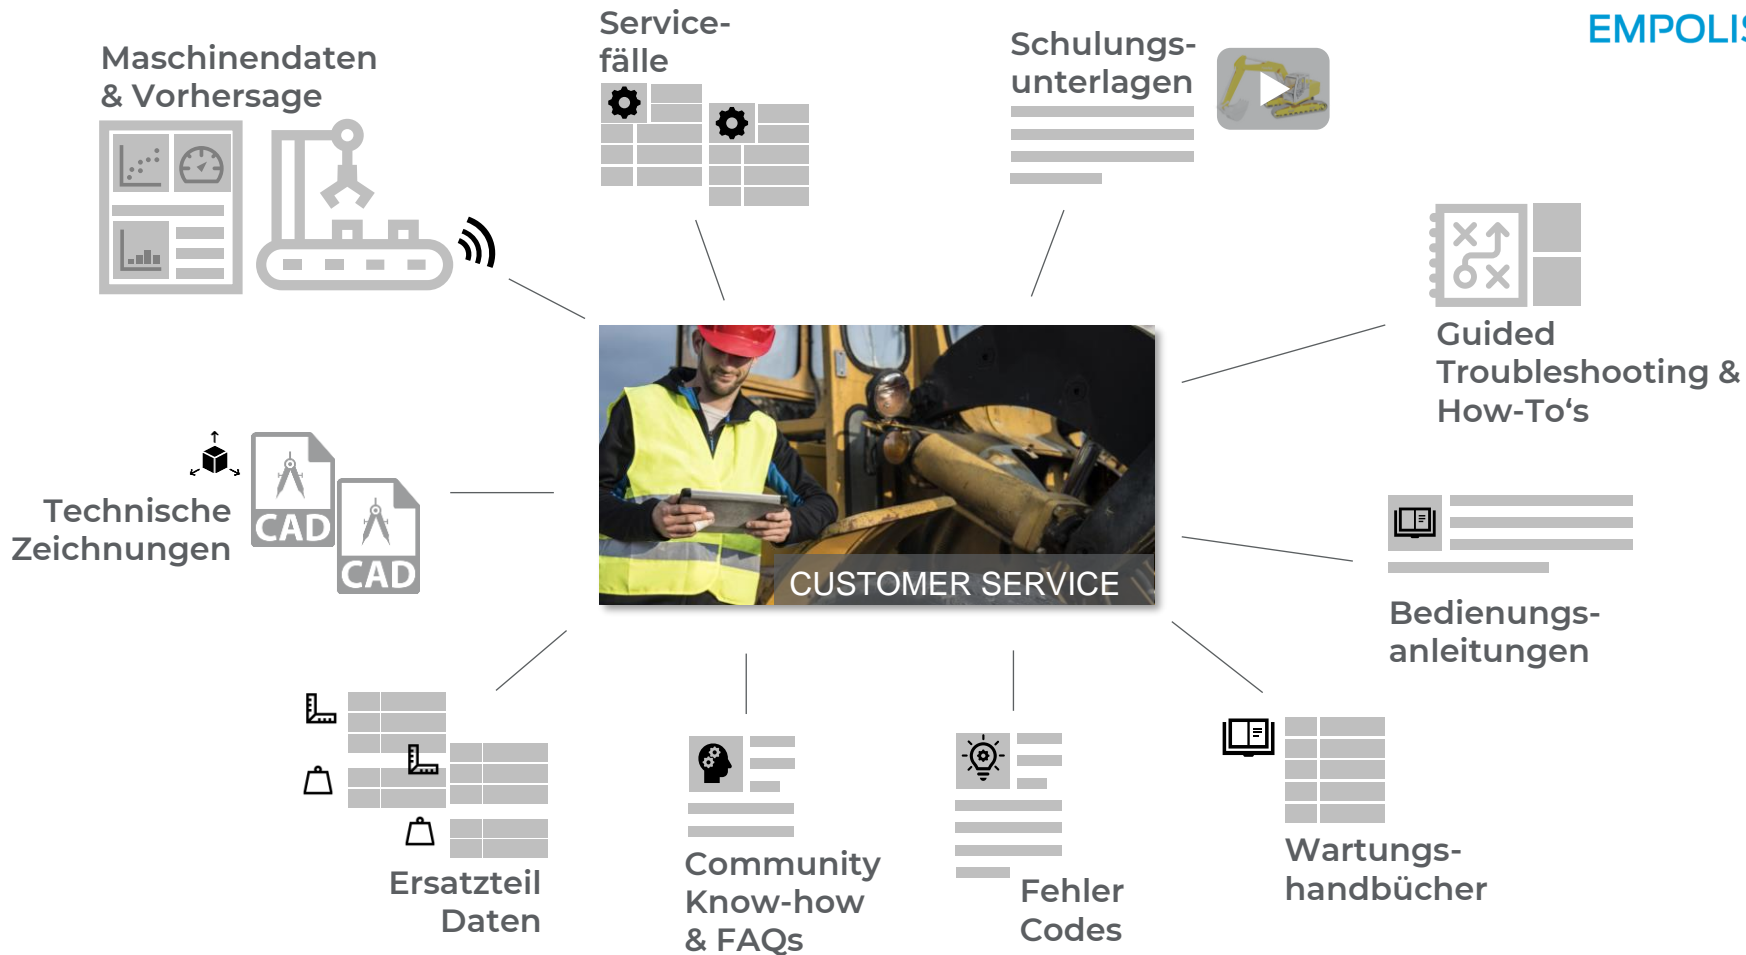 EMPOLIS
Maschinendaten
& Vorhersage
Service-
fälle
Schulungs-
unterlagen
Guided
Troubleshooting &
How-To‘s
Technische
Zeichnungen
CAD
CAD
CUSTOMER SERVICE
Bedienungs-
anleitungen
Ersatzteil
Daten
Community
Know-how
& FAQs
Fehler
Codes
Wartungs-
handbücher